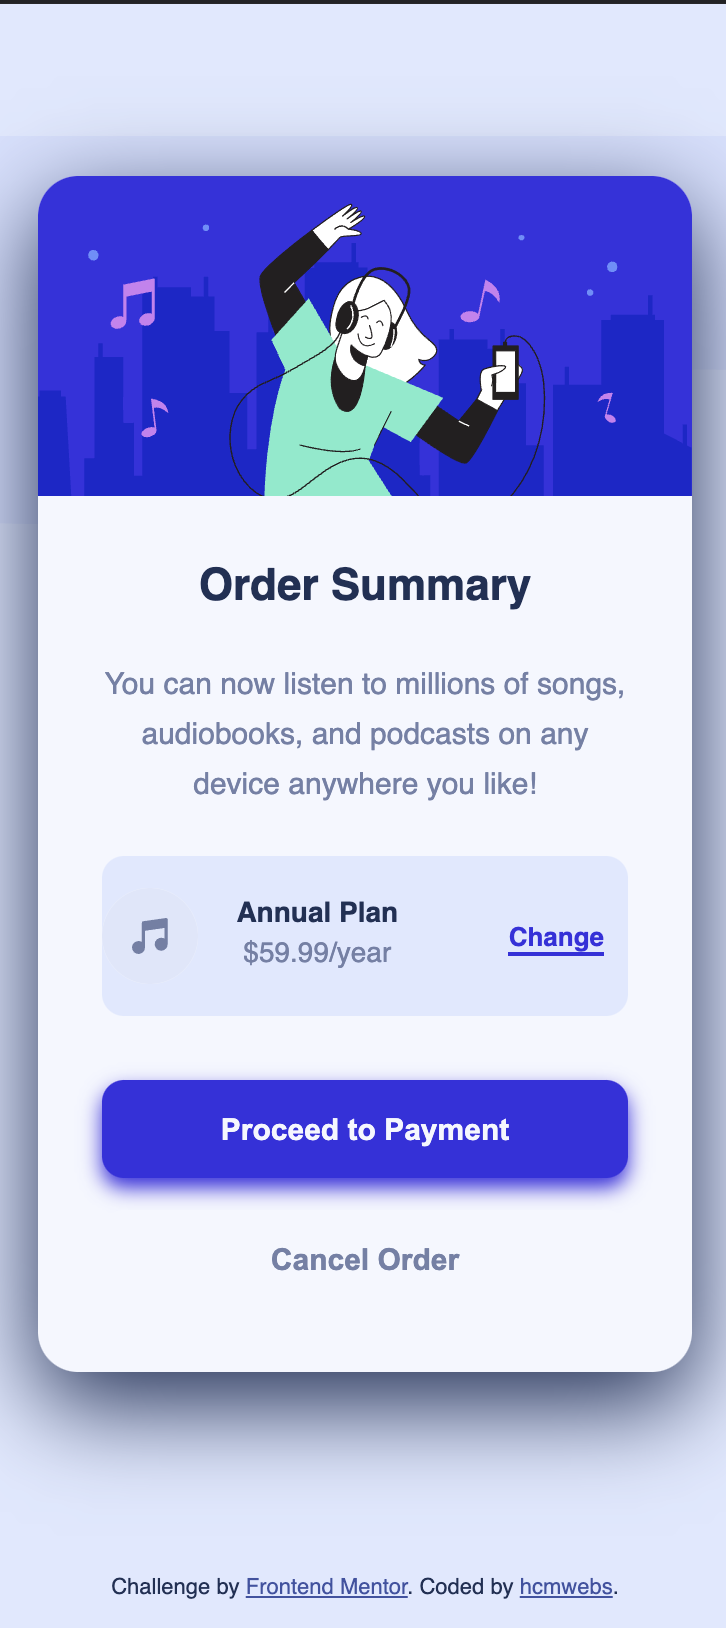 Order Summary
You can now listen to millions of songs,
audiobooks, and podcasts on any
device anywhere you like!
Annual Plan
$59.99/year
Change
Proceed to Payment
Cancel Order
Challenge by Frontend Mentor. Coded by hcmwebs.